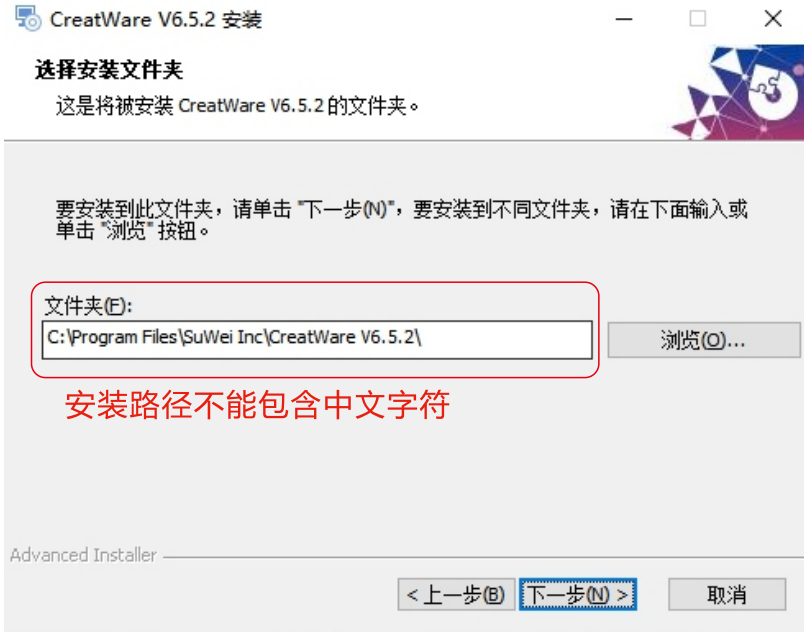 CreatWare V6.5.2 安装
选择安装文件夹
这是将被安装 CreatWare V6.5.2 的文件夹。
要安装到此文件夹，请单击 "下一步(N)"，要安装到不同文件夹，请在下面输入或
单击 "浏览" 按钮。
文件夹(F):
C:\Program Files\SuWei Inc\CreatWare V6.5.2\
浏览(O)...
安装路径不能包含中文字符
Advanced Installer
< 上一步(B)
下一步(N) >
取消